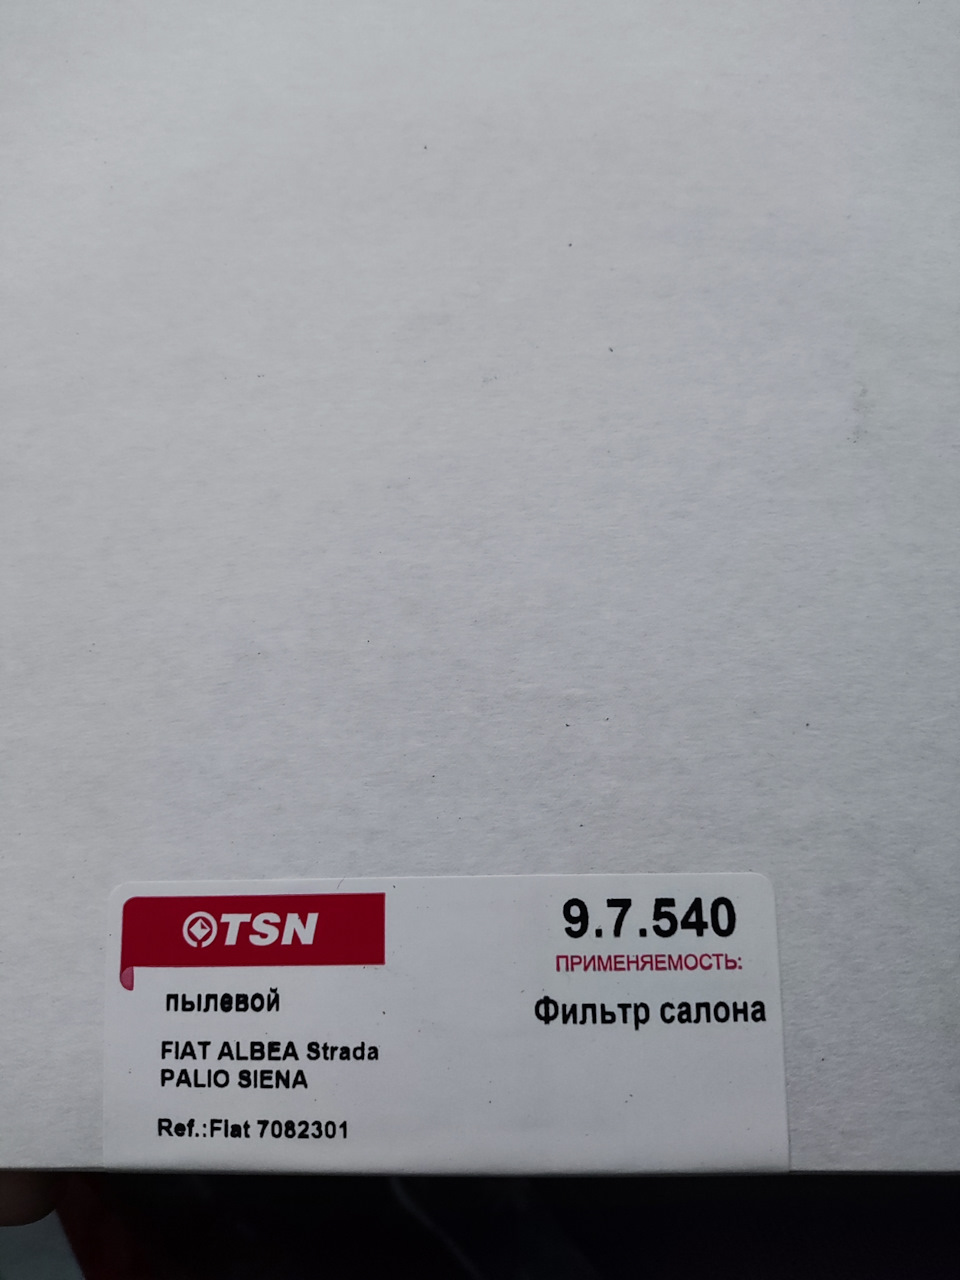 TSN
9.7.540
ПРИМЕНЯЕМОСТЬ:
пылевой
Фильтр салона
FIAT ALBEA Strada
PALIO SIENA
Ref.:Fiat 7082301